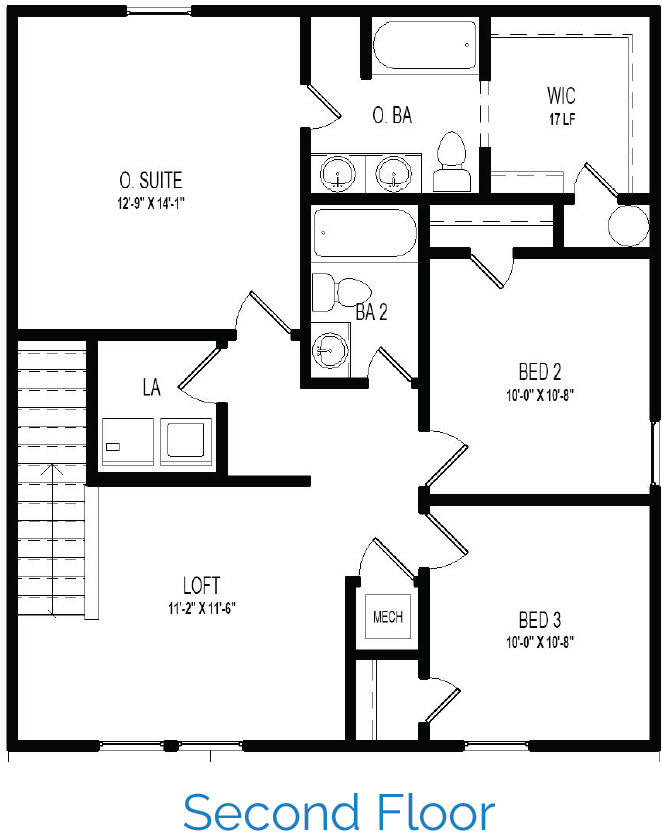 O. BA
WIC
17 LF
O. SUITE
12'-9" X 14'-1"
BA 2
LA
BED 2
10'-0" X 10'-8"
LOFT
11'-2" X 11'-6"
MECH
BED 3
10'-0" X 10'-8"
Second Floor